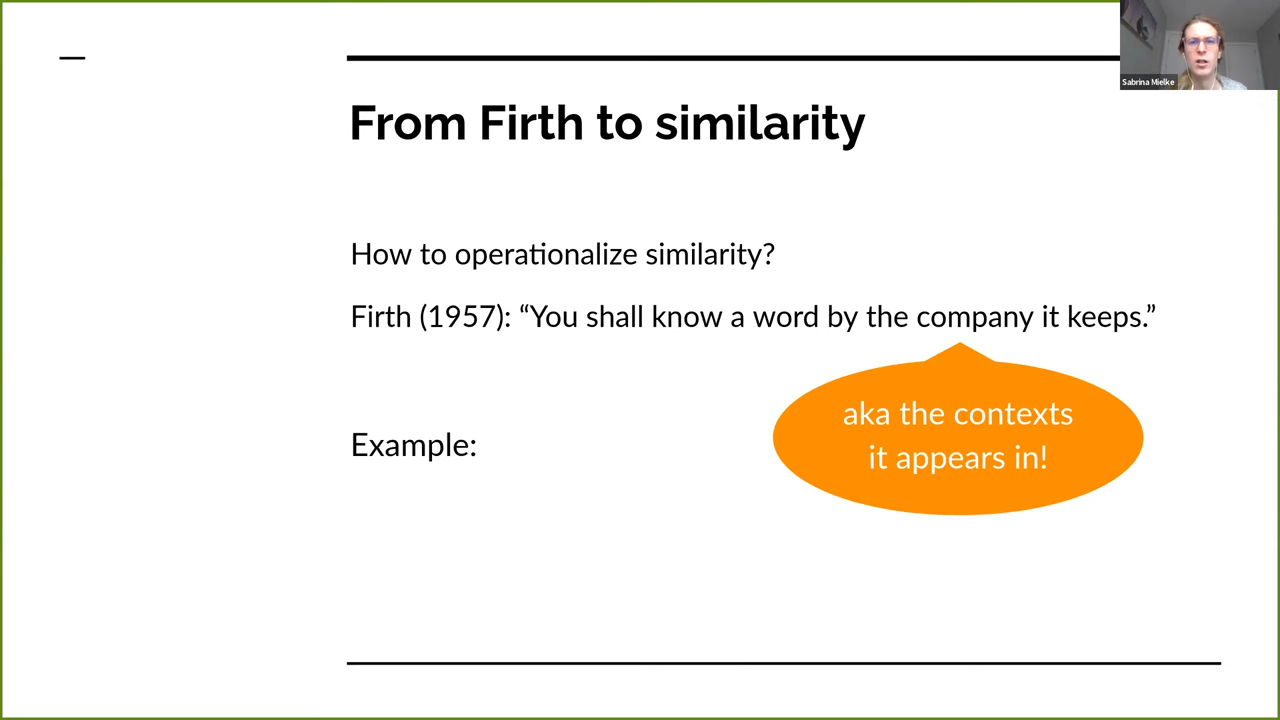 Sabrina Mielke
From Firth to similarity
How to operationalize similarity?
Firth (1957): “You shall know a word by the company it keeps.”
aka the contexts
it appears in!
Example: